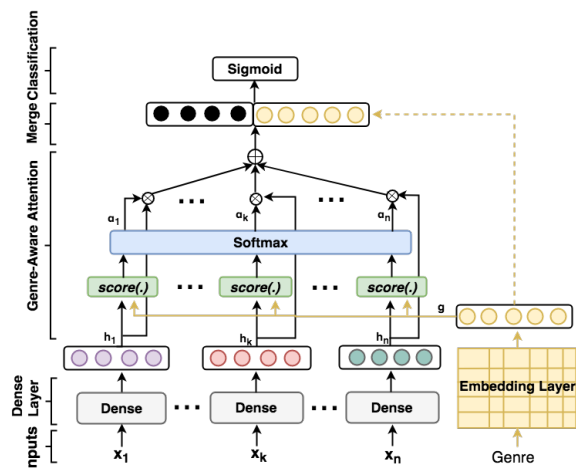 Merge Classification
Sigmoid
Genre-Aware Attention
α1 αk αn
Softmax
score(.) score(.) score(.)
g
h1 hk hn
Dense Layer
Dense Dense Dense
Embedding Layer
Inputs
x1 xk xn
Genre